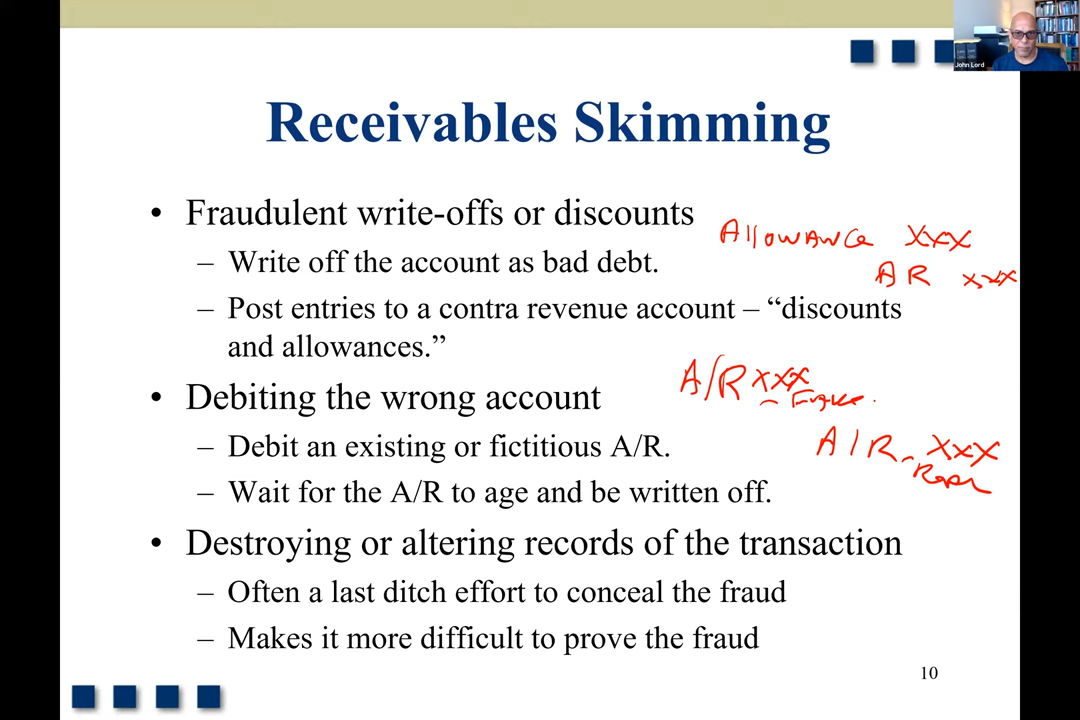 John Lord
Receivables Skimming
• Fraudulent write-offs or discounts
– Write off the account as bad debt.
– Post entries to a contra revenue account – “discounts
and allowances.”
Allowance XXX
AR XXX
• Debiting the wrong account
– Debit an existing or fictitious A/R.
– Wait for the A/R to age and be written off.
A/R XXX
A/R - XXX
• Destroying or altering records of the transaction
– Often a last ditch effort to conceal the fraud
– Makes it more difficult to prove the fraud
10